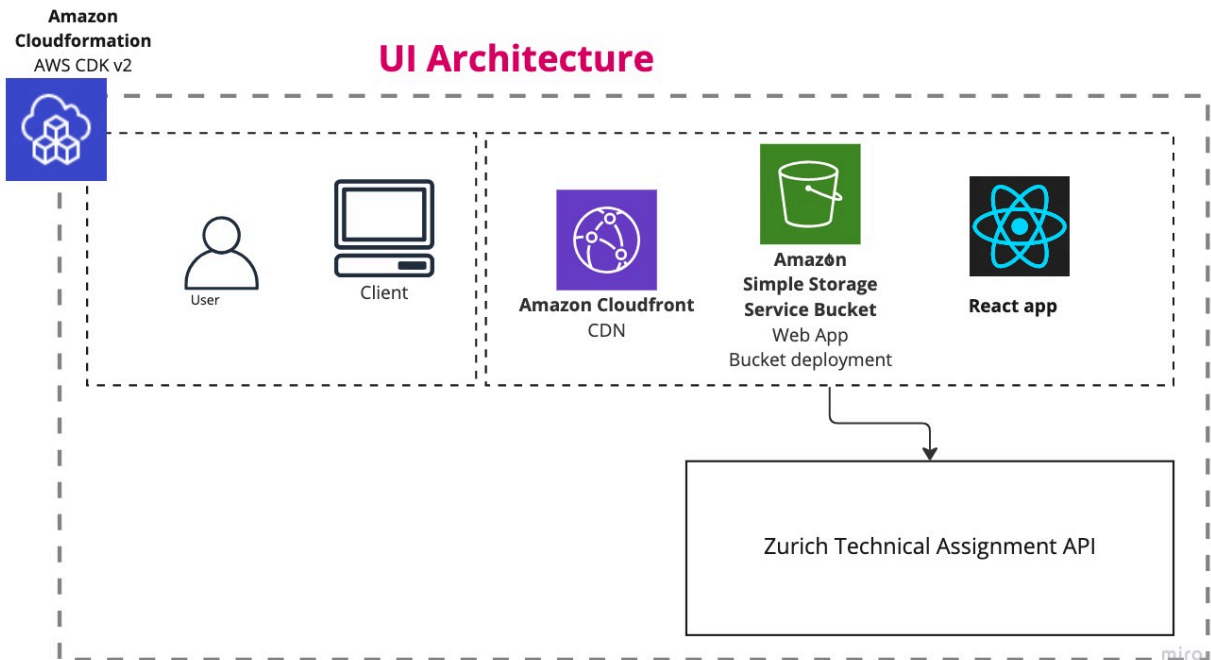 Amazon
Cloudformation
AWS CDK v2
UI Architecture
User
Client
Amazon Cloudfront
CDN
Amazon
Simple Storage
Service Bucket
Web App
Bucket deployment
React app
Zurich Technical Assignment API
miro